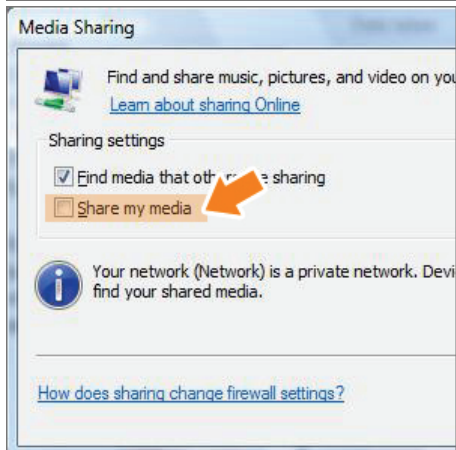 Media Sharing
Find and share music, pictures, and video on you
Learn about sharing Online
Sharing settings
Find media that sharing
Share my media
Your network (Network) is a private network. Devi
find your shared media.
How does sharing change firewall settings?